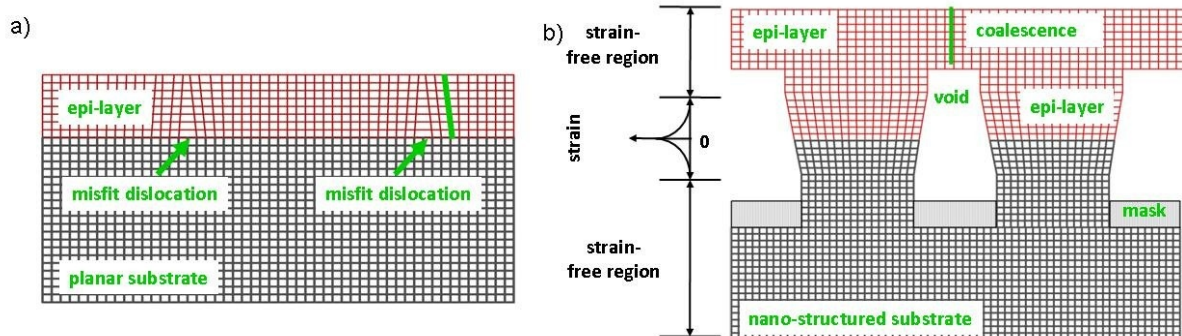 a)
epi-layer
misfit dislocation
misfit dislocation
planar substrate
b)
strain-
free region
strain
0
strain-
free region
epi-layer
coalescence
void
epi-layer
mask
nano-structured substrate